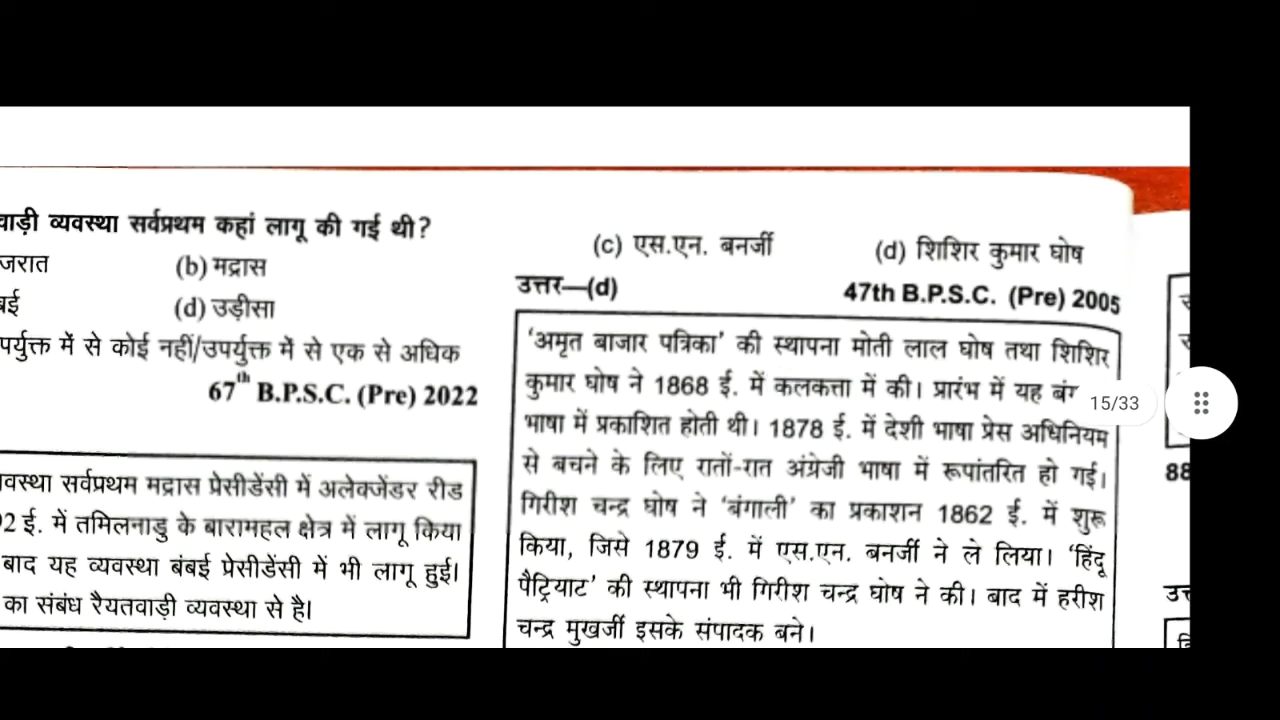 वाड़ी व्यवस्था सर्वप्रथम कहां लागू की गई थी?
जरात (b) मद्रास
बई (d) उड़ीसा
पर्युक्त में से कोई नहीं/उपर्युक्त में से एक से अधिक
67th B.P.S.C. (Pre) 2022
वस्था सर्वप्रथम मद्रास प्रेसीडेंसी में अलेक्जेंडर रीड
2 ई. में तमिलनाडु के बारामहल क्षेत्र में लागू किया
बाद यह व्यवस्था बंबई प्रेसीडेंसी में भी लागू हुई।
का संबंध रैयतवाड़ी व्यवस्था से है।
(c) एस.एन. बनर्जी (d) शिशिर कुमार घोष
उत्तर—(d) 47th B.P.S.C. (Pre) 2005
‘अमृत बाजार पत्रिका’ की स्थापना मोती लाल घोष तथा शिशिर
कुमार घोष ने 1868 ई. में कलकत्ता में की। प्रारंभ में यह बं
भाषा में प्रकाशित होती थी। 1878 ई. में देशी भाषा प्रेस अधिनियम
से बचने के लिए रातों-रात अंग्रेजी भाषा में रूपांतरित हो गई।
गिरीश चन्द्र घोष ने ‘बंगाली’ का प्रकाशन 1862 ई. में शुरू
किया, जिसे 1879 ई. में एस.एन. बनर्जी ने ले लिया। ‘हिंदू
पैट्रियाट’ की स्थापना भी गिरीश चन्द्र घोष ने की। बाद में हरीश
चन्द्र मुखर्जी इसके संपादक बने।
15/33
88